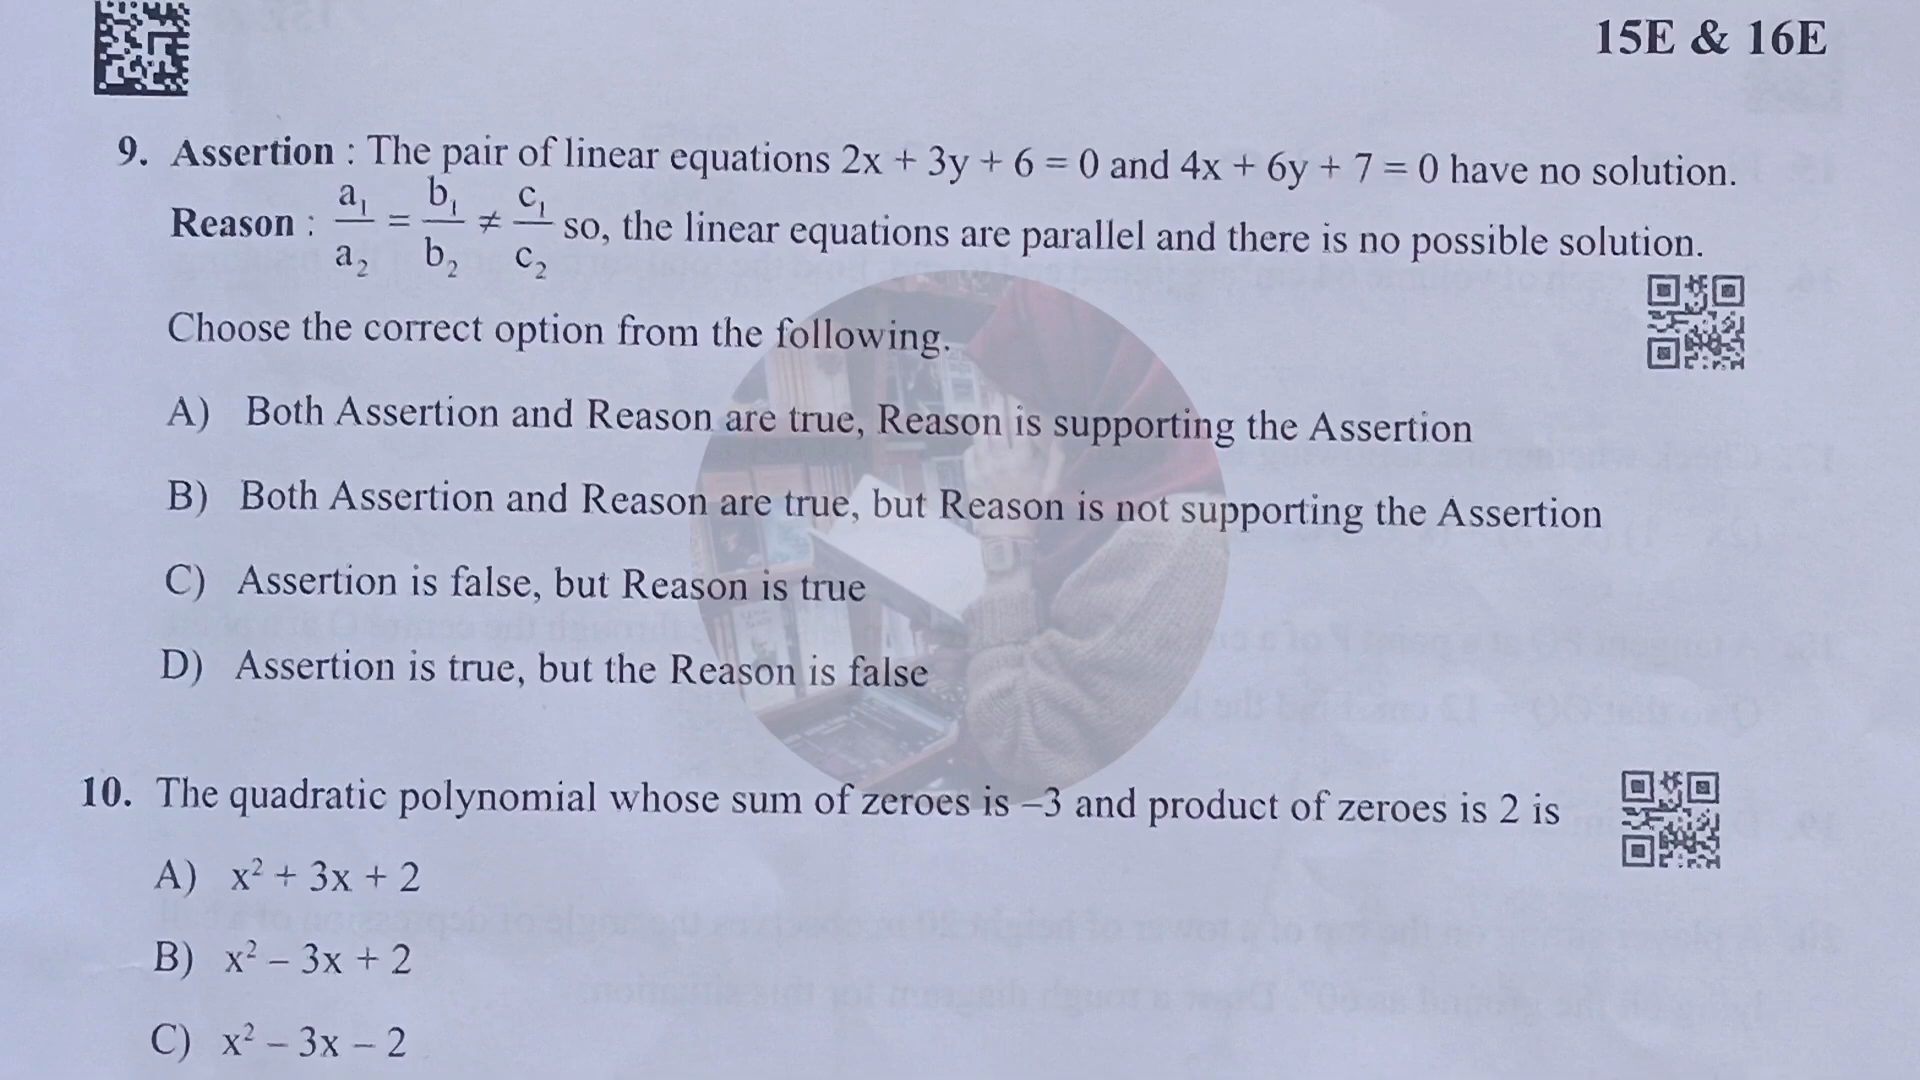 15E & 16E
9. Assertion : The pair of linear equations 2x + 3y + 6 = 0 and 4x + 6y + 7 = 0 have no solution.
Reason : a₁/a₂ = b₁/b₂ ≠ c₁/c₂ so, the linear equations are parallel and there is no possible solution.
Choose the correct option from the following.
A) Both Assertion and Reason are true, Reason is supporting the Assertion
B) Both Assertion and Reason are true, but Reason is not supporting the Assertion
C) Assertion is false, but Reason is true
D) Assertion is true, but the Reason is false
10. The quadratic polynomial whose sum of zeroes is –3 and product of zeroes is 2 is
A) x² + 3x + 2
B) x² – 3x + 2
C) x² – 3x – 2